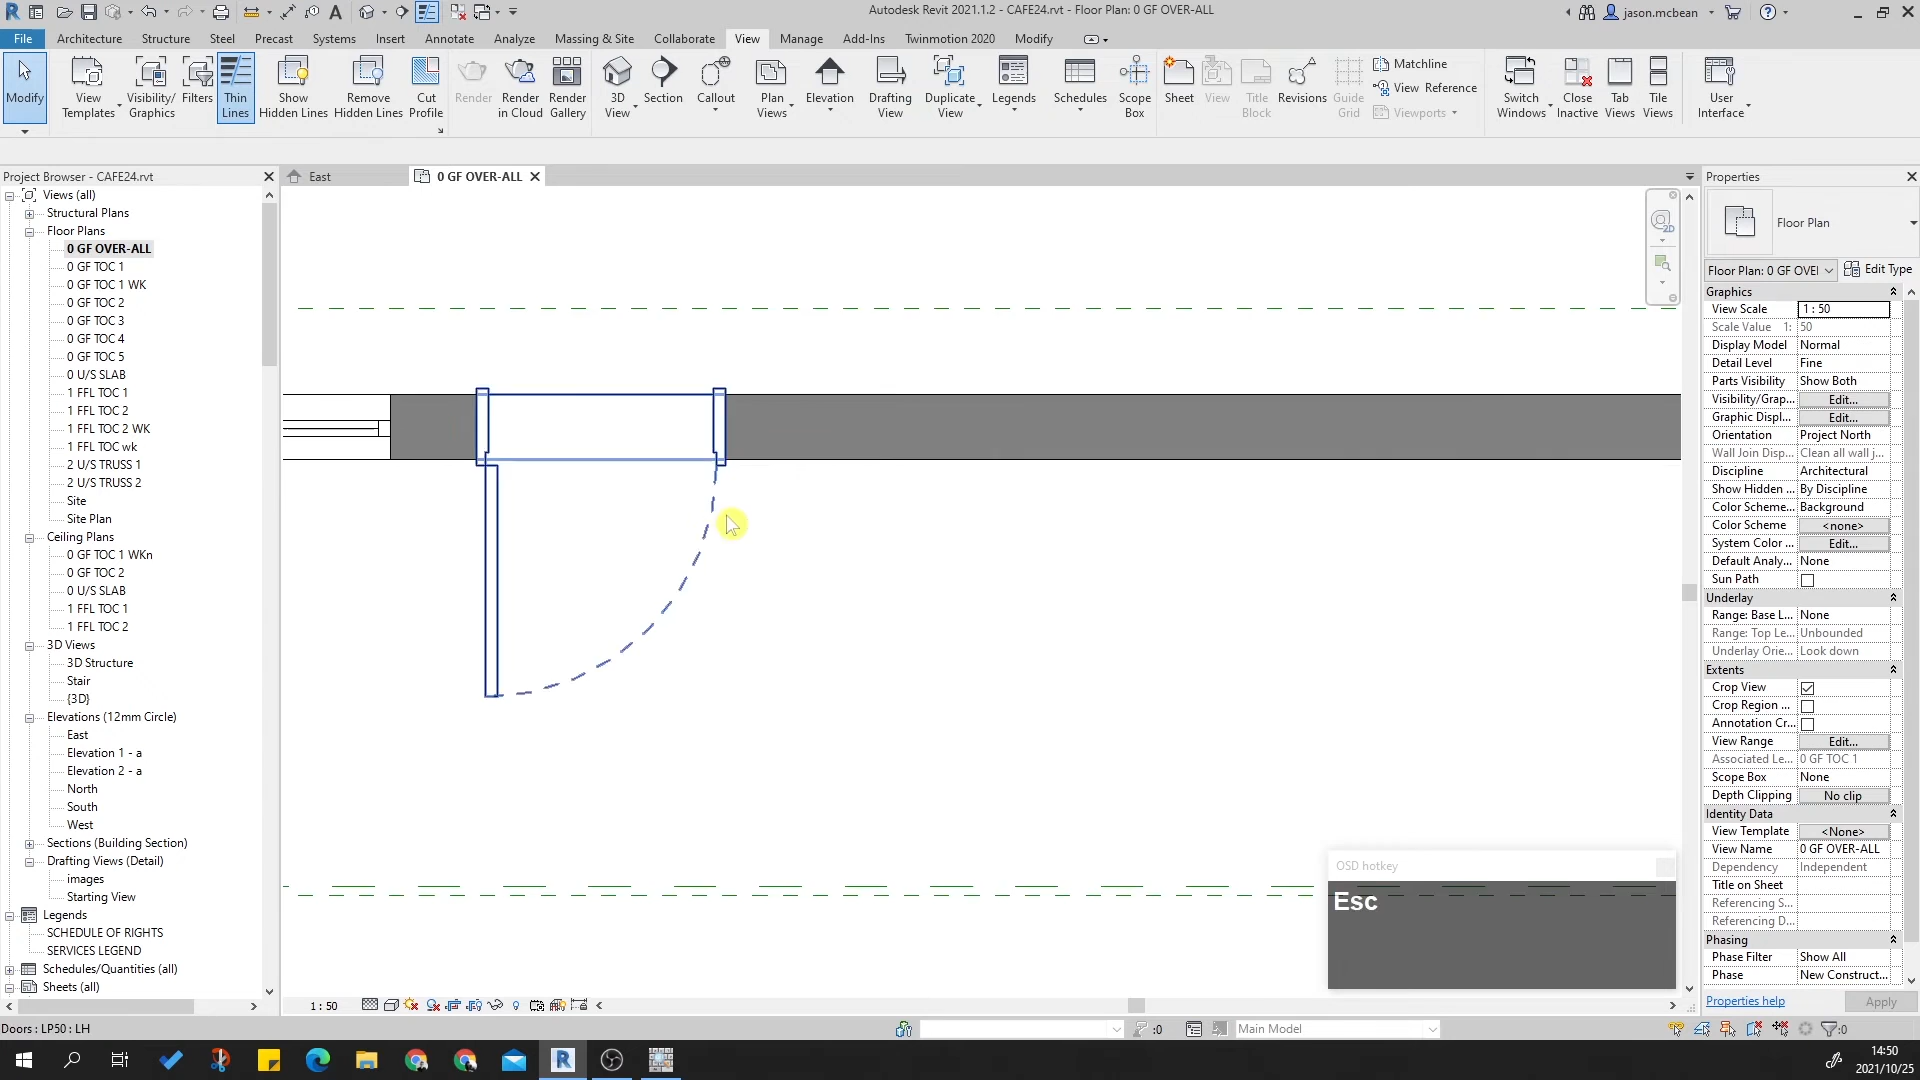 Autodesk Revit 2021.1.2 - CAFE24.rvt - Floor Plan: 0 GF OVER-ALL
jason.mcbean
File Architecture Structure Steel Precast Systems Insert Annotate Analyze Massing & Site Collaborate View Manage Add-Ins Twinmotion 2020 Modify
Modify
View Templates
Visibility/ Graphics
Filters
Thin Lines
Show Hidden Lines
Remove Hidden Lines
Cut Profile
Render
Render in Cloud
Render Gallery
3D View
Section
Callout
Plan Views
Elevation
Drafting View
Duplicate View
Legends
Schedules
Scope Box
Sheet
View
Title Block
Revisions
Guide Grid
Matchline
View Reference
Viewports
Switch Windows
Close Inactive
Tab Views
Tile Views
User Interface
Project Browser - CAFE24.rvt
Views (all)
Structural Plans
Floor Plans
0 GF OVER-ALL
0 GF TOC 1
0 GF TOC 1 WK
0 GF TOC 2
0 GF TOC 3
0 GF TOC 4
0 GF TOC 5
0 U/S SLAB
1 FFL TOC 1
1 FFL TOC 2
1 FFL TOC 2 WK
1 FFL TOC wk
2 U/S TRUSS 1
2 U/S TRUSS 2
Site
Site Plan
Ceiling Plans
0 GF TOC 1 WKn
0 GF TOC 2
0 U/S SLAB
1 FFL TOC 1
1 FFL TOC 2
3D Views
3D Structure
Stair
{3D}
Elevations (12mm Circle)
East
Elevation 1 - a
Elevation 2 - a
North
South
West
Sections (Building Section)
Drafting Views (Detail)
images
Starting View
Legends
SCHEDULE OF RIGHTS
SERVICES LEGEND
Schedules/Quantities (all)
Sheets (all)
East
0 GF OVER-ALL
2D
OSD hotkey
Esc
1 : 50
Properties
Floor Plan
Floor Plan: 0 GF OVEI
Edit Type
Graphics
View Scale 1 : 50
Scale Value 1: 50
Display Model Normal
Detail Level Fine
Parts Visibility Show Both
Visibility/Grap... Edit...
Graphic Displ... Edit...
Orientation Project North
Wall Join Disp... Clean all wall j...
Discipline Architectural
Show Hidden ... By Discipline
Color Scheme... Background
Color Scheme <none>
System Color ... Edit...
Default Analy... None
Sun Path
Underlay
Range: Base L... None
Range: Top Le... Unbounded
Underlay Orie... Look down
Extents
Crop View
Crop Region ...
Annotation Cr...
View Range Edit...
Associated Le... 0 GF TOC 1
Scope Box None
Depth Clipping No clip
Identity Data
View Template <None>
View Name 0 GF OVER-ALL
Dependency Independent
Title on Sheet
Referencing S...
Referencing D...
Phasing
Phase Filter Show All
Phase New Construct...
Properties help
Apply
Doors : LP50 : LH
:0
Main Model
:0
14:50
2021/10/25